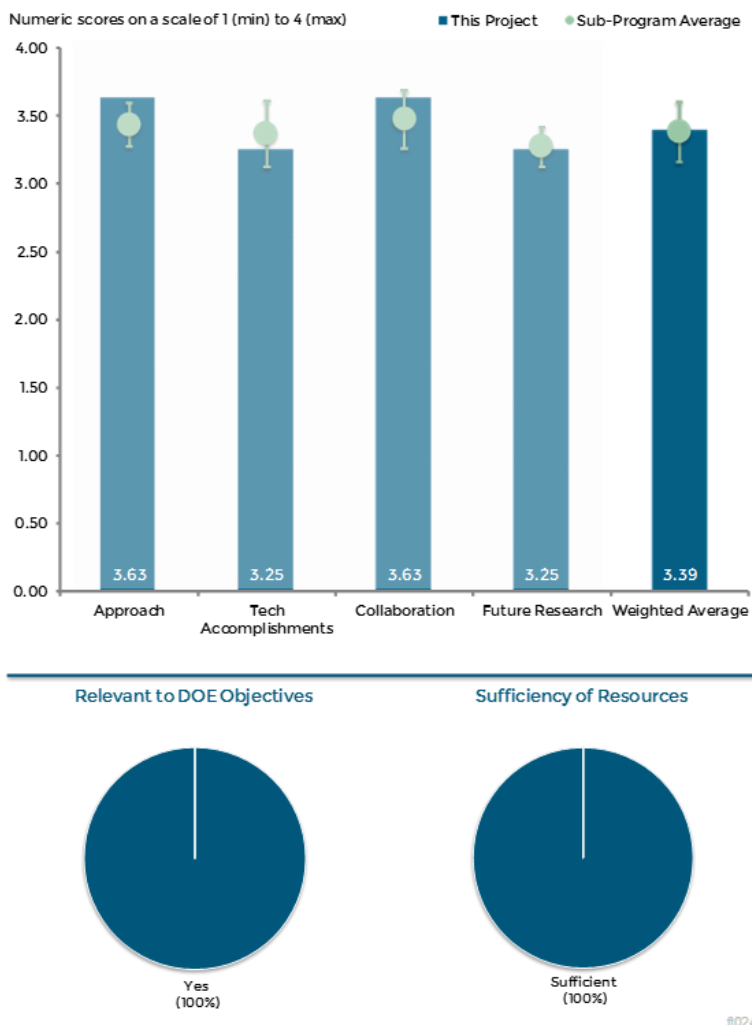 Numeric scores on a scale of 1 (min) to 4 (max)
This Project
Sub-Program Average
4.00
3.50
3.00
2.50
2.00
1.50
1.00
0.50
0.00
3.63
3.25
3.63
3.25
3.39
Approach
Tech Accomplishments
Collaboration
Future Research
Weighted Average
Relevant to DOE Objectives
Sufficiency of Resources
Yes
(100%)
Sufficient
(100%)